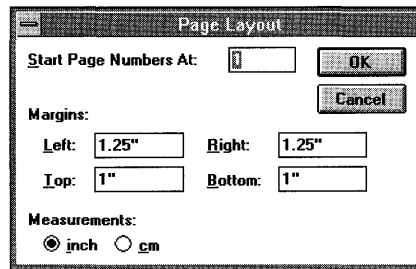 Page Layout
Start Page Numbers At: 1 OK
Cancel
Margins:
Left: 1.25" Right: 1.25"
Top: 1" Bottom: 1"
Measurements:
inch cm